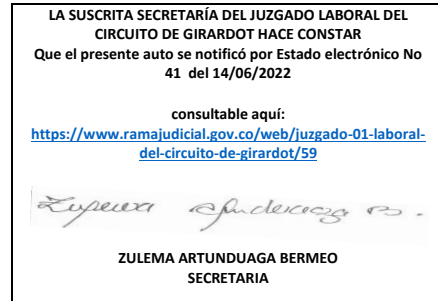 LA SUSCRITA SECRETARÍA DEL JUZGADO LABORAL DEL
CIRCUITO DE GIRARDOT HACE CONSTAR
Que el presente auto se notificó por Estado electrónico No
41 del 14/06/2022
consultable aquí:
https://www.ramajudicial.gov.co/web/juzgado-01-laboral-
del-circuito-de-girardot/59
ZULEMA ARTUNDUAGA BERMEO
SECRETARIA